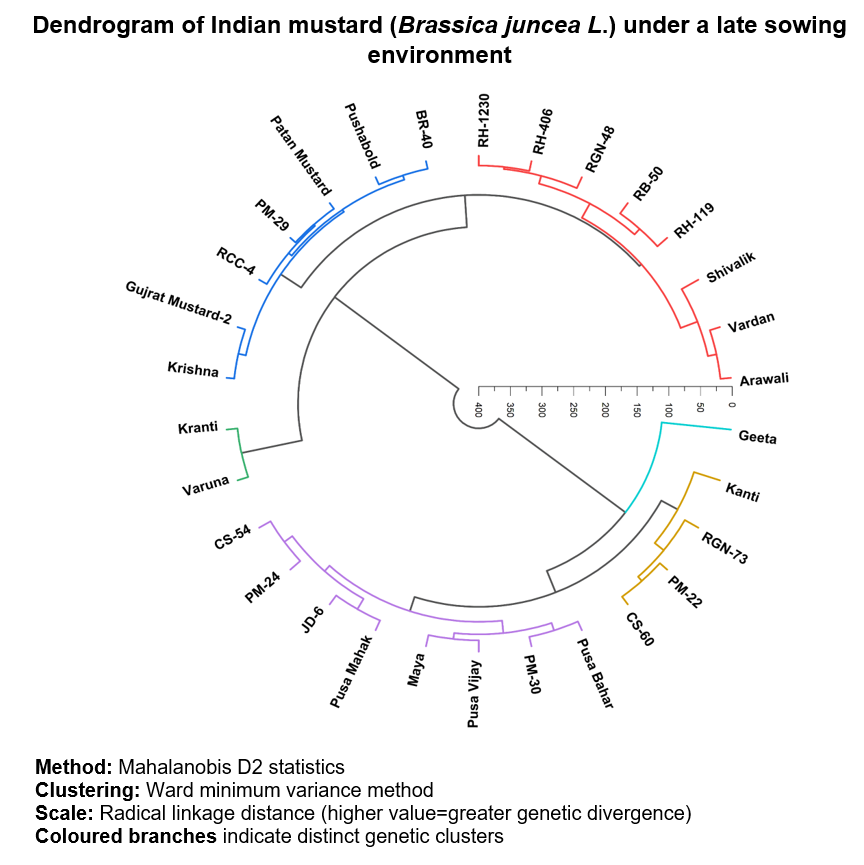 Dendrogram of Indian mustard (Brassica juncea L.) under a late sowing
environment
RH-1230
RH-406
RGN-48
RB-50
RH-119
Shivalik
Vardan
Arawali
Geeta
Kanti
RGN-73
PM-22
CS-60
Pusa Bahar
PM-30
Pusa Vijay
Maya
Pusa Mahak
JD-6
PM-24
CS-54
Varuna
Kranti
Krishna
Gujrat Mustard-2
RCC-4
PM-29
Patan Mustard
Pushabold
BR-40
400 350 300 250 200 150 100 50 0
Method: Mahalanobis D2 statistics
Clustering: Ward minimum variance method
Scale: Radical linkage distance (higher value=greater genetic divergence)
Coloured branches indicate distinct genetic clusters